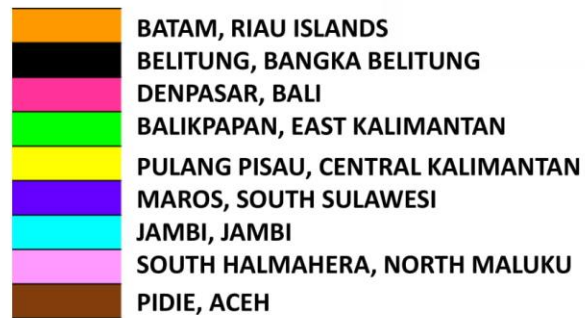 BATAM, RIAU ISLANDS
BELITUNG, BANGKA BELITUNG
DENPASAR, BALI
BALIKPAPAN, EAST KALIMANTAN
PULANG PISAU, CENTRAL KALIMANTAN
MAROS, SOUTH SULAWESI
JAMBI, JAMBI
SOUTH HALMAHERA, NORTH MALUKU
PIDIE, ACEH